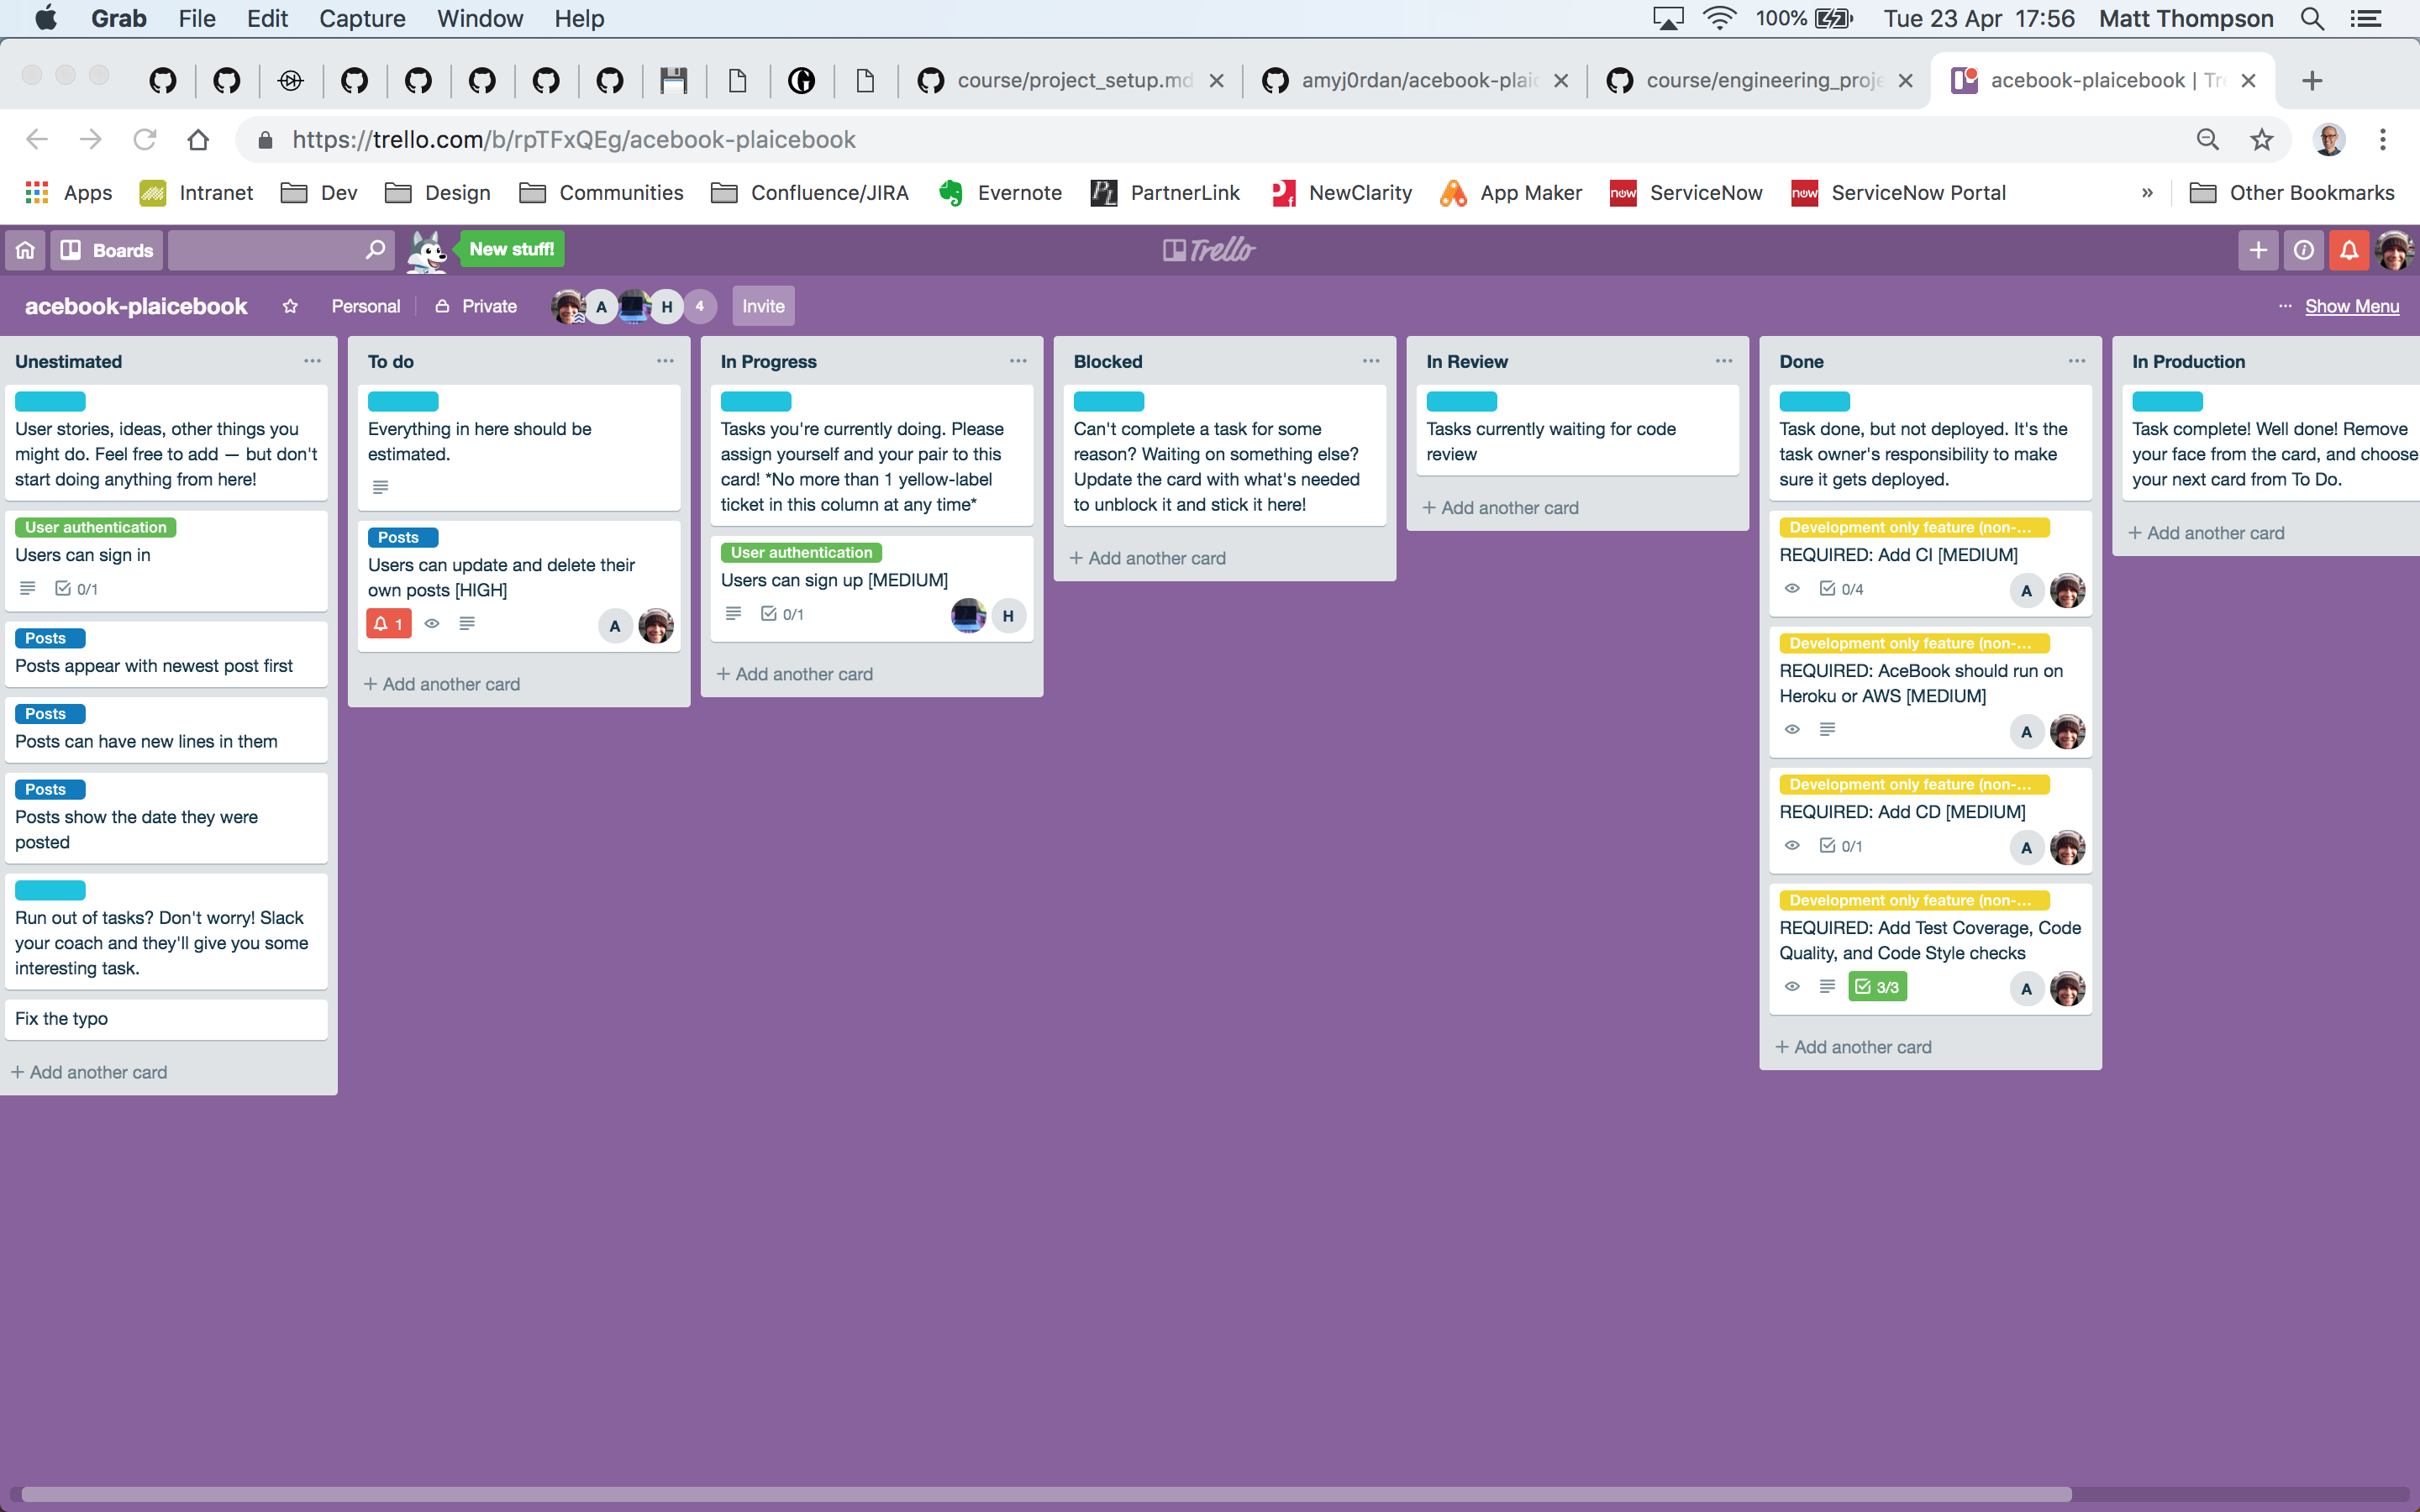 Grab File Edit Capture Window Help 100% Tue 23 Apr 17:56 Matt Thompson
course/project_setup.md
amyj0rdan/acebook-plaic
course/engineering_proje
acebook-plaicebook | Tre
https://trello.com/b/rpTFxQEg/acebook-plaicebook
Apps Intranet Dev Design Communities Confluence/JIRA Evernote PartnerLink NewClarity App Maker ServiceNow ServiceNow Portal » Other Bookmarks
Boards New stuff! Trello
acebook-plaicebook Personal Private A H 4 Invite ... Show Menu
Unestimated
User stories, ideas, other things you
might do. Feel free to add — but don't
start doing anything from here!
User authentication
Users can sign in
0/1
Posts
Posts appear with newest post first
Posts
Posts can have new lines in them
Posts
Posts show the date they were
posted
Run out of tasks? Don't worry! Slack
your coach and they'll give you some
interesting task.
Fix the typo
+ Add another card
To do
Everything in here should be
estimated.
Posts
Users can update and delete their
own posts [HIGH]
1 A
+ Add another card
In Progress
Tasks you're currently doing. Please
assign yourself and your pair to this
card! *No more than 1 yellow-label
ticket in this column at any time*
User authentication
Users can sign up [MEDIUM]
0/1 H
+ Add another card
Blocked
Can't complete a task for some
reason? Waiting on something else?
Update the card with what's needed
to unblock it and stick it here!
+ Add another card
In Review
Tasks currently waiting for code
review
+ Add another card
Done
Task done, but not deployed. It's the
task owner's responsibility to make
sure it gets deployed.
Development only feature (non-...
REQUIRED: Add CI [MEDIUM]
0/4 A
Development only feature (non-...
REQUIRED: AceBook should run on
Heroku or AWS [MEDIUM]
A
Development only feature (non-...
REQUIRED: Add CD [MEDIUM]
0/1 A
Development only feature (non-...
REQUIRED: Add Test Coverage, Code
Quality, and Code Style checks
3/3 A
+ Add another card
In Production
Task complete! Well done! Remove
your face from the card, and choose
your next card from To Do.
+ Add another card